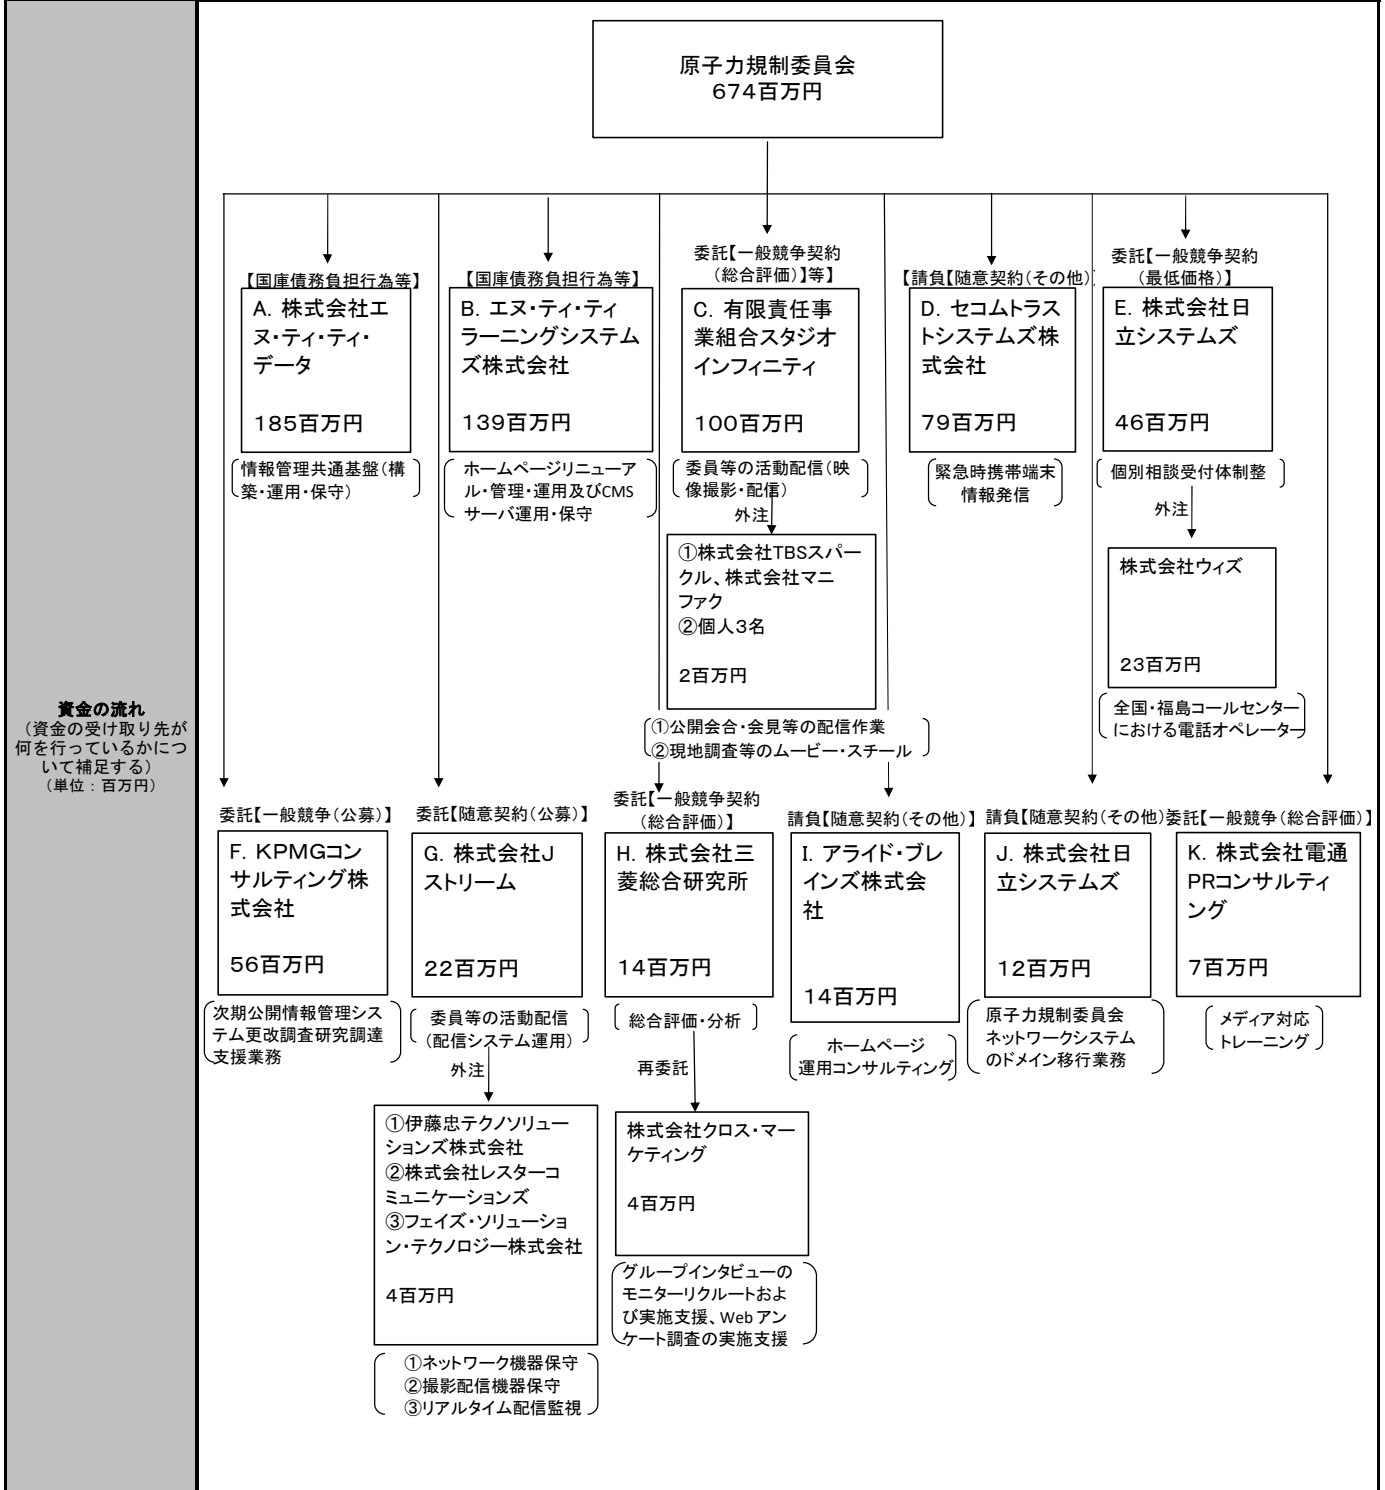 資金の流れ
（資金の受け取り先が
何を行っているかにつ
いて補足する）
（単位：百万円）
原子力規制委員会
674百万円
【国庫債務負担行為等】
A. 株式会社エ
ヌ・ティ・ティ・
データ
185百万円
情報管理共通基盤（構
築・運用・保守）
【国庫債務負担行為等】
B. エヌ・ティ・ティ
ラーニングシステム
ズ株式会社
139百万円
ホームページリニューア
ル・管理・運用及びCMS
サーバ運用・保守
委託【一般競争契約
（総合評価）】等】
C. 有限責任事
業組合スタジオ
インフィニティ
100百万円
委員等の活動配信（映
像撮影・配信）
外注
①株式会社TBSスパー
クル、株式会社マニ
ファク
②個人3名
2百万円
①公開会合・会見等の配信作業
②現地調査等のムービー・スチール
【請負【随意契約（その他）
D. セコムトラス
トシステムズ株
式会社
79百万円
緊急時携帯端末
情報発信
委託【一般競争契約
（最低価格）】
E. 株式会社日
立システムズ
46百万円
個別相談受付体制整
外注
株式会社ウィズ
23百万円
全国・福島コールセンター
における電話オペレーター
委託【一般競争（公募）】
F. KPMGコン
サルティング株
式会社
56百万円
次期公開情報管理シス
テム更改調査研究調達
支援業務
委託【随意契約（公募）】
G. 株式会社J
ストリーム
22百万円
委員等の活動配信
（配信システム運用）
外注
①伊藤忠テクノソリュー
ションズ株式会社
②株式会社レスターコ
ミュニケーションズ
③フェイズ・ソリューショ
ン・テクノロジー株式会社
4百万円
①ネットワーク機器保守
②撮影配信機器保守
③リアルタイム配信監視
委託【一般競争契約
（総合評価）】
H. 株式会社三
菱総合研究所
14百万円
総合評価・分析
再委託
株式会社クロス・マー
ケティング
4百万円
グループインタビューの
モニターリクルートおよ
び実施支援、Web アン
ケート調査の実施支援
請負【随意契約（その他）】
I. アライド・ブレ
インズ株式会
社
14百万円
ホームページ
運用コンサルティング
請負【随意契約（その他）
J. 株式会社日
立システムズ
12百万円
原子力規制委員会
ネットワークシステム
のドメイン移行業務
委託【一般競争（総合評価）】
K. 株式会社電通
PRコンサルティ
ング
7百万円
メディア対応
トレーニング